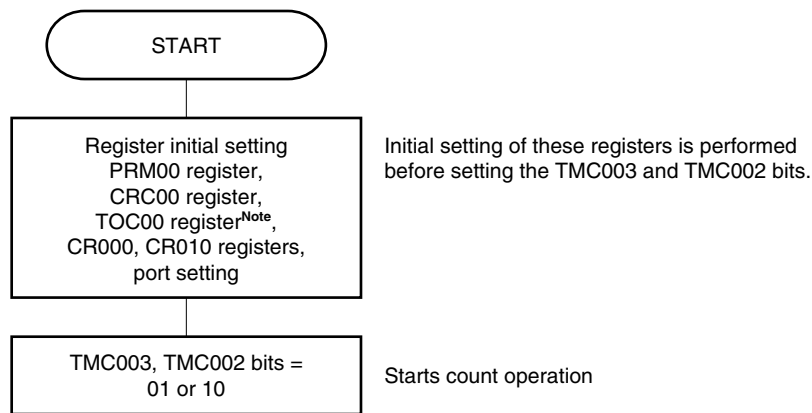 START
Register initial setting
PRM00 register,
CRC00 register,
TOC00 registerNote,
CR000, CR010 registers,
port setting
Initial setting of these registers is performed
before setting the TMC003 and TMC002 bits.
TMC003, TMC002 bits =
01 or 10
Starts count operation